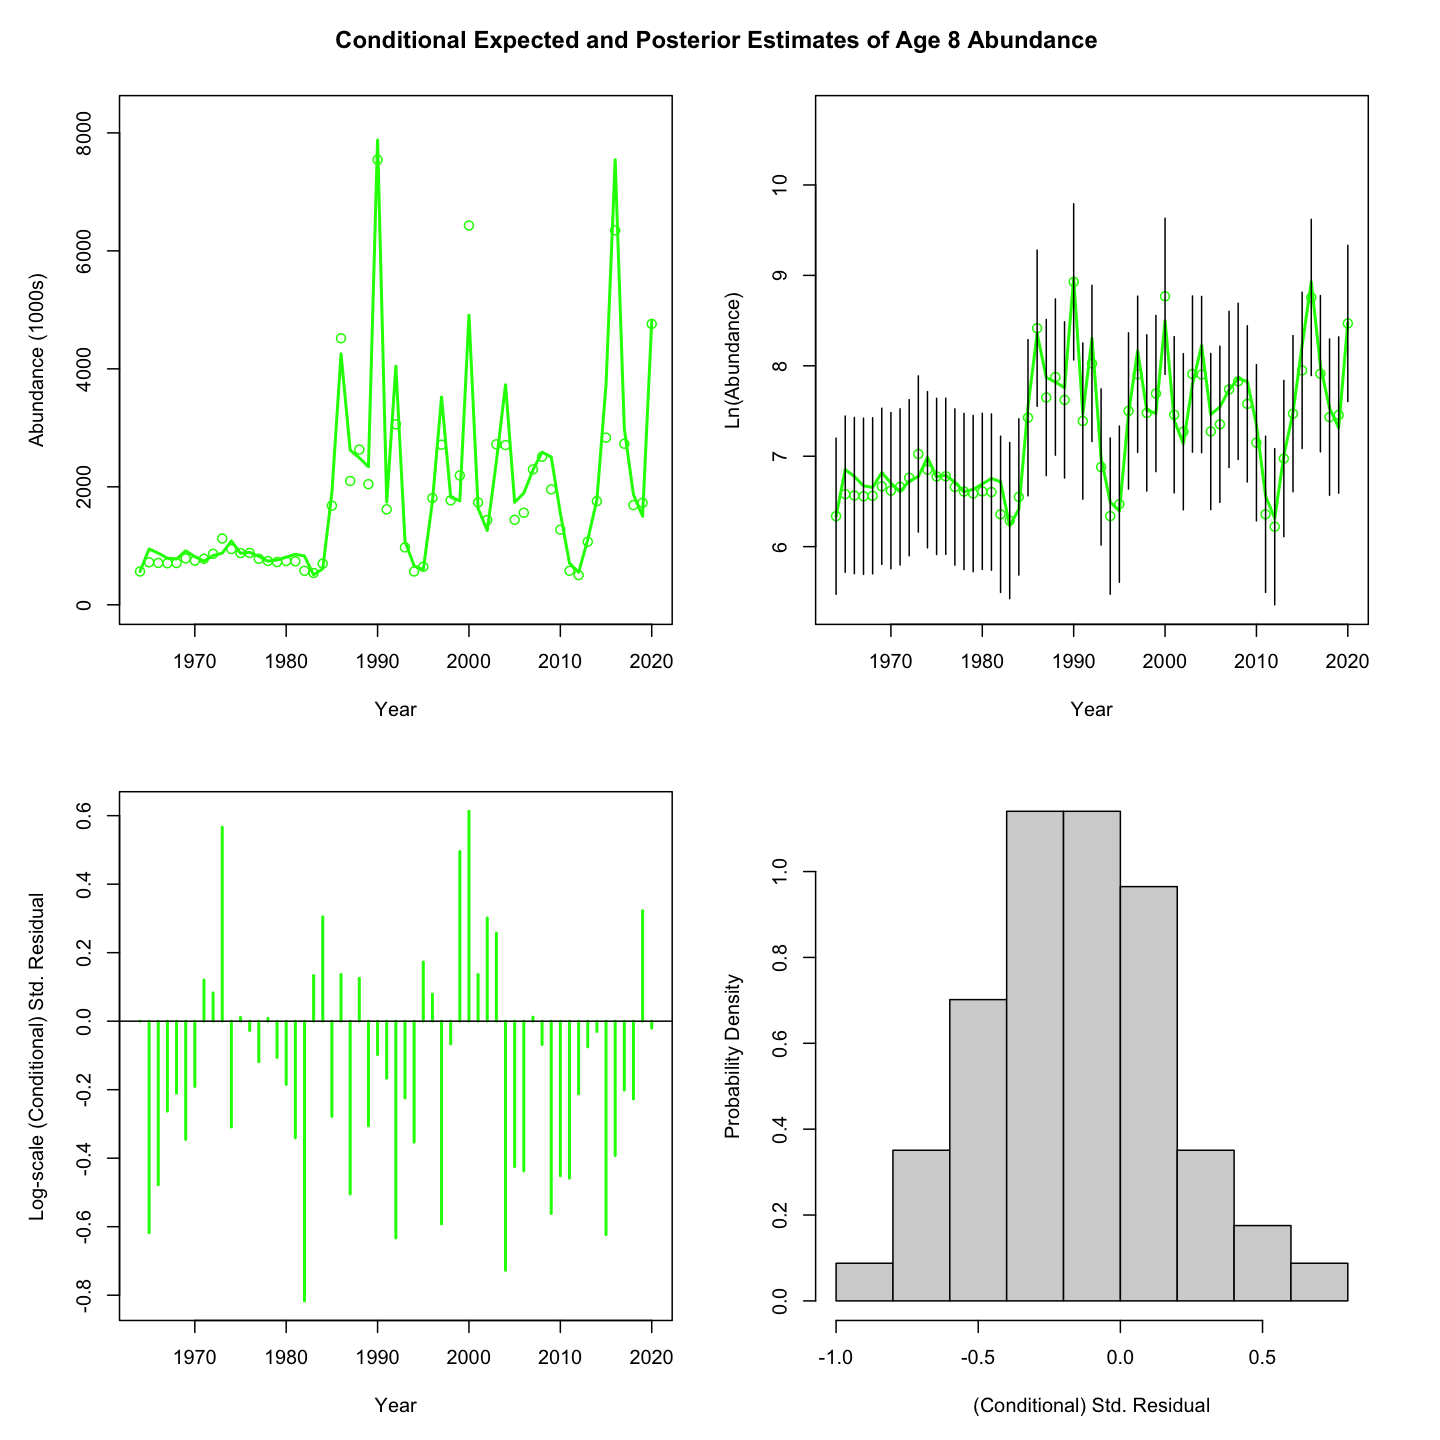 Conditional Expected and Posterior Estimates of Age 8 Abundance
Abundance (1000s)
0 2000 4000 6000 8000
1970 1980 1990 2000 2010 2020
Year
Ln(Abundance)
6 7 8 9 10
1970 1980 1990 2000 2010 2020
Year
Log-scale (Conditional) Std. Residual
-0.8 -0.6 -0.4 -0.2 0.0 0.2 0.4 0.6
1970 1980 1990 2000 2010 2020
Year
Probability Density
0.0 0.2 0.4 0.6 0.8 1.0
-1.0 -0.5 0.0 0.5
(Conditional) Std. Residual